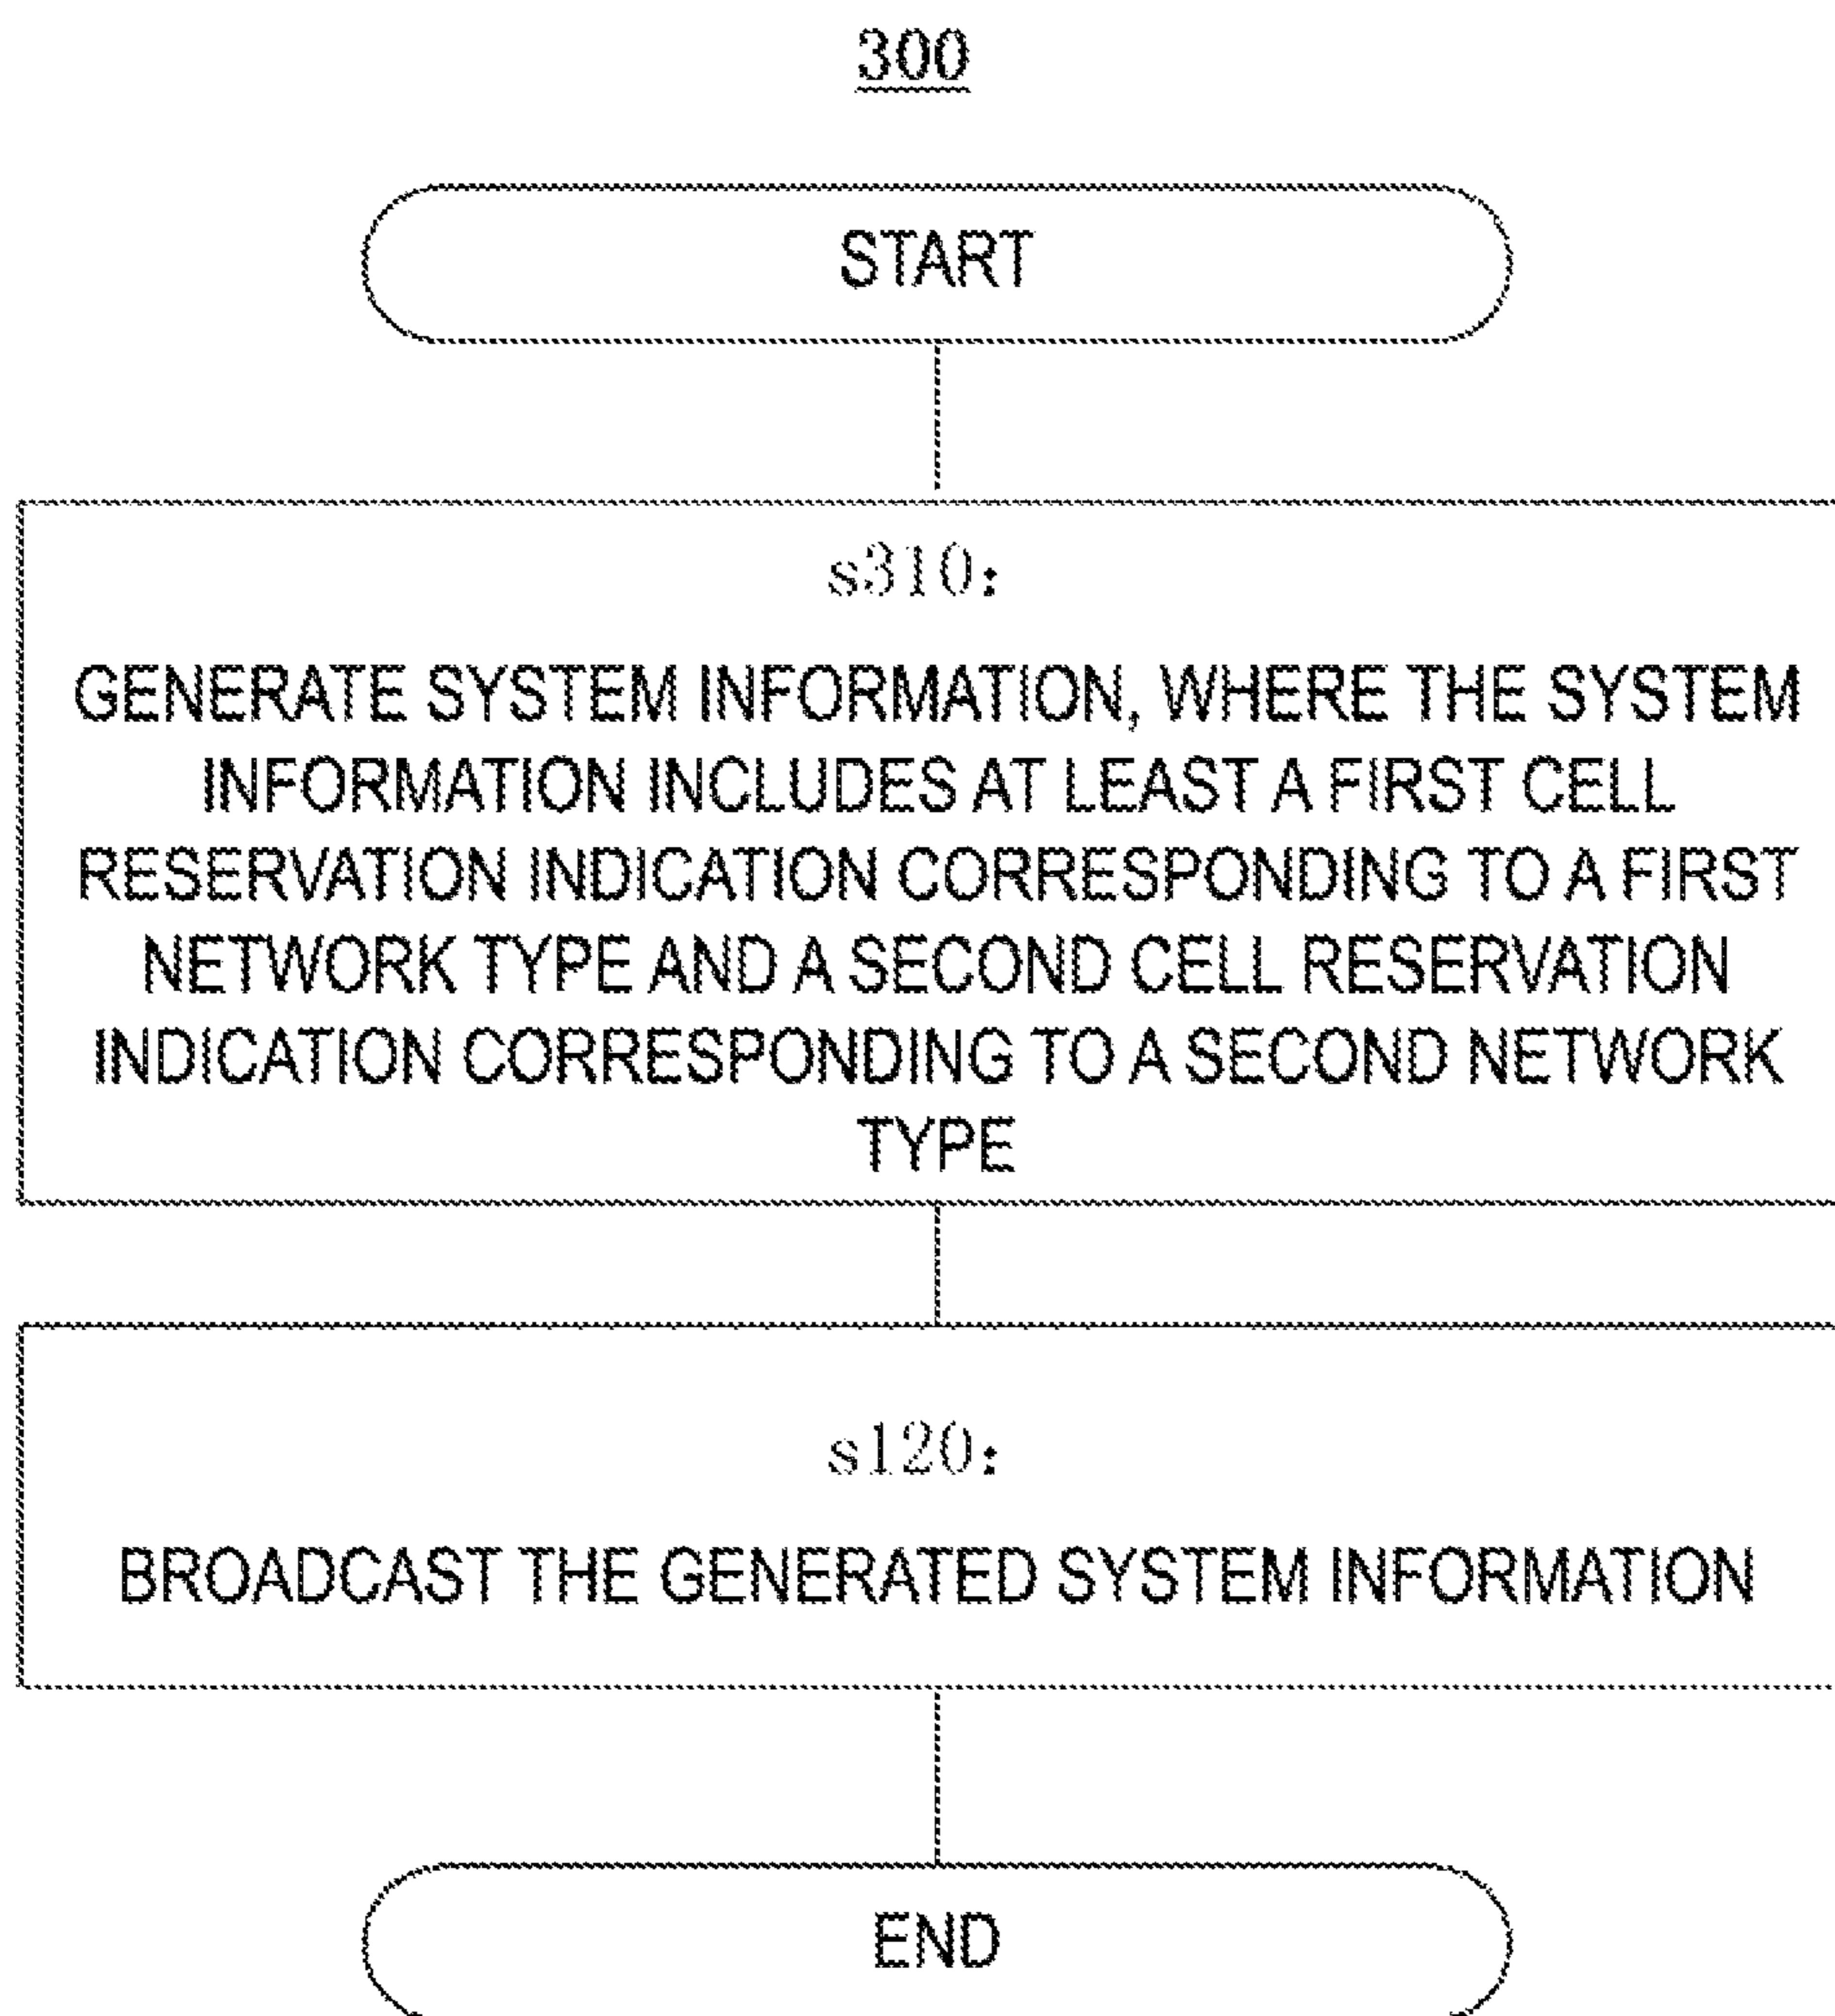 300
START
s310:
GENERATE SYSTEM INFORMATION, WHERE THE SYSTEM
INFORMATION INCLUDES AT LEAST A FIRST CELL
RESERVATION INDICATION CORRESPONDING TO A FIRST
NETWORK TYPE AND A SECOND CELL RESERVATION
INDICATION CORRESPONDING TO A SECOND NETWORK
TYPE
s120:
BROADCAST THE GENERATED SYSTEM INFORMATION
END